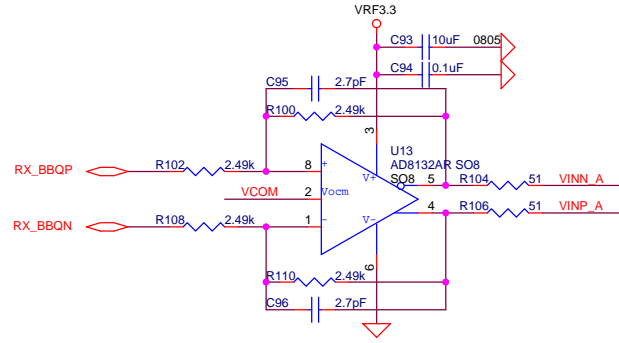 VRF3.3
C93 10uF 0805
C94 0.1uF
C95 2.7pF
R100 2.49k
3
U13
AD8132AR SO8
RX_BBQP R102 2.49k 8 + V+ SO8 5 R104 51 VINN_A
VCOM 2 Vocm
RX_BBQN R108 2.49k 1 - V- 4 R106 51 VINP_A
6
R110 2.49k
C96 2.7pF